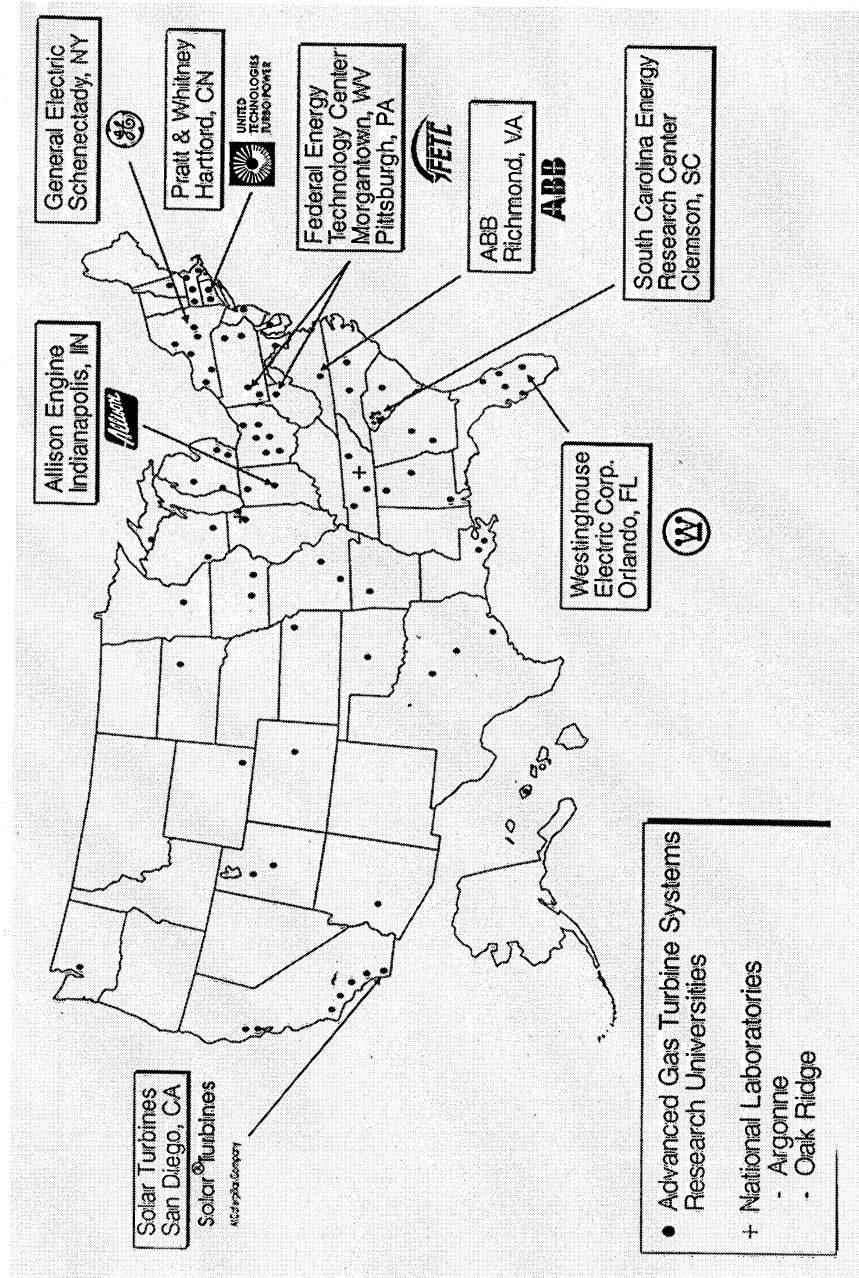 Solar Turbines
San Diego, CA
Solar® Turbines
A Caterpillar Company
Allison Engine
Indianapolis, IN
Allison
General Electric
Schenectady, NY
GE
Pratt & Whitney
Hartford, CN
UNITED
TECHNOLOGIES
TURBO POWER
Federal Energy
Technology Center
Morgantown, WV
Pittsburgh, PA
FETC
ABB
Richmond, VA
ABB
South Carolina Energy
Research Center
Clemson, SC
Westinghouse
Electric Corp.
Orlando, FL
W
● Advanced Gas Turbine Systems
Research Universities
+ National Laboratories
- Argonne
- Oak Ridge